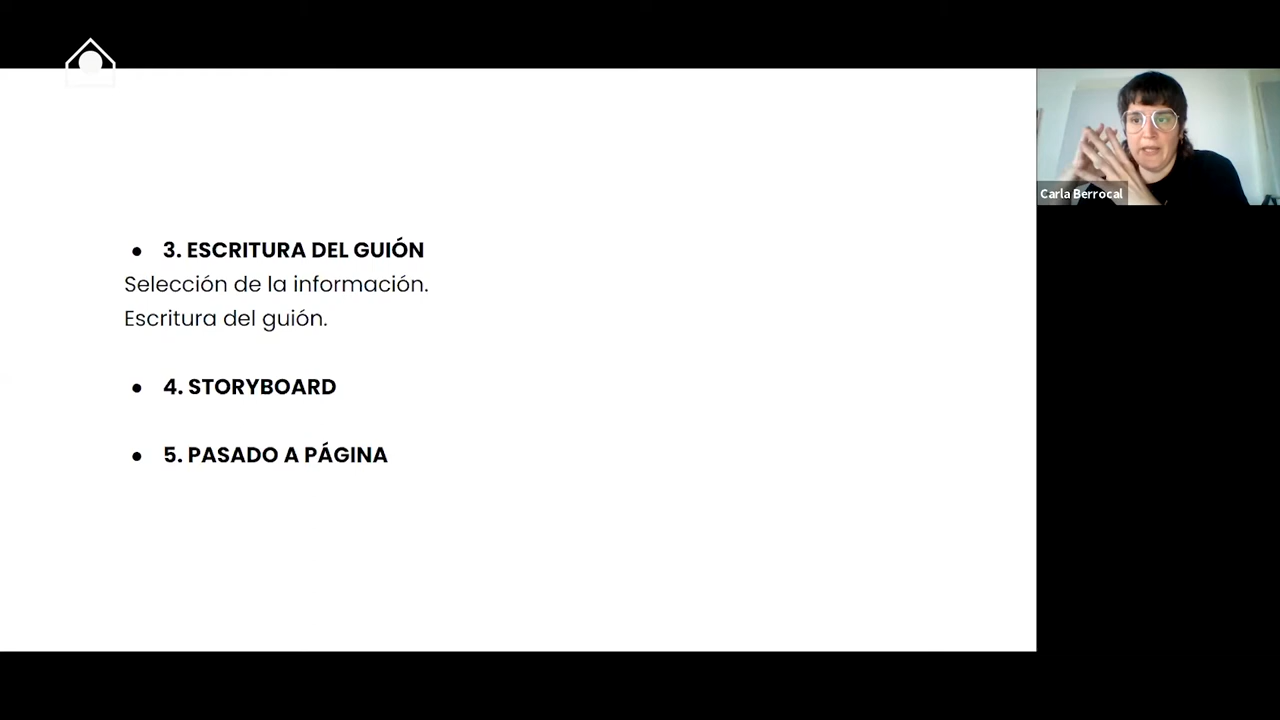 • 3. ESCRITURA DEL GUIÓN
Selección de la información.
Escritura del guión.
• 4. STORYBOARD
• 5. PASADO A PÁGINA
Carla Berrocal